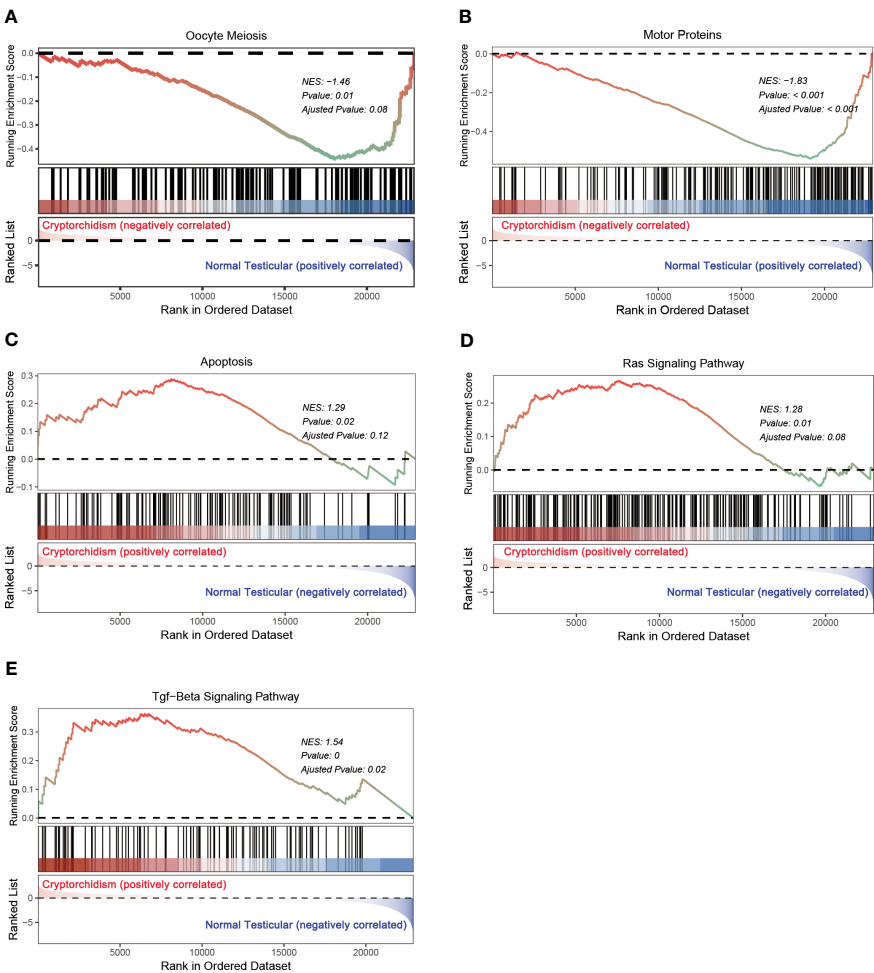 A
Oocyte Meiosis
Running Enrichment Score
0.0
−0.1
−0.2
−0.3
−0.4
NES: −1.46
Pvalue: 0.01
Ajusted Pvalue: 0.08
Ranked List
0
−5
Cryptorchidism (negatively correlated)
Normal Testicular (positively correlated)
5000 10000 15000 20000
Rank in Ordered Dataset
B
Motor Proteins
Running Enrichment Score
0.0
−0.2
−0.4
NES: −1.83
Pvalue: < 0.001
Ajusted Pvalue: < 0.001
Ranked List
0
−5
Cryptorchidism (negatively correlated)
Normal Testicular (positively correlated)
5000 10000 15000 20000
Rank in Ordered Dataset
C
Apoptosis
Running Enrichment Score
0.3
0.2
0.1
0.0
−0.1
NES: 1.29
Pvalue: 0.02
Ajusted Pvalue: 0.12
Ranked List
0
−5
Cryptorchidism (positively correlated)
Normal Testicular (negatively correlated)
5000 10000 15000 20000
Rank in Ordered Dataset
D
Ras Signaling Pathway
Running Enrichment Score
0.2
0.1
0.0
NES: 1.28
Pvalue: 0.01
Ajusted Pvalue: 0.08
Ranked List
0
−5
Cryptorchidism (positively correlated)
Normal Testicular (negatively correlated)
5000 10000 15000 20000
Rank in Ordered Dataset
E
Tgf−Beta Signaling Pathway
Running Enrichment Score
0.3
0.2
0.1
0.0
NES: 1.54
Pvalue: 0
Ajusted Pvalue: 0.02
Ranked List
0
−5
Cryptorchidism (positively correlated)
Normal Testicular (negatively correlated)
5000 10000 15000 20000
Rank in Ordered Dataset